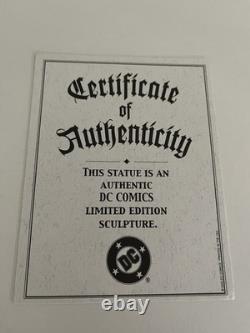 Certificate
of
Authenticity
THIS STATUE IS AN
AUTHENTIC
DC COMICS
LIMITED EDITION
SCULPTURE.
DC
®